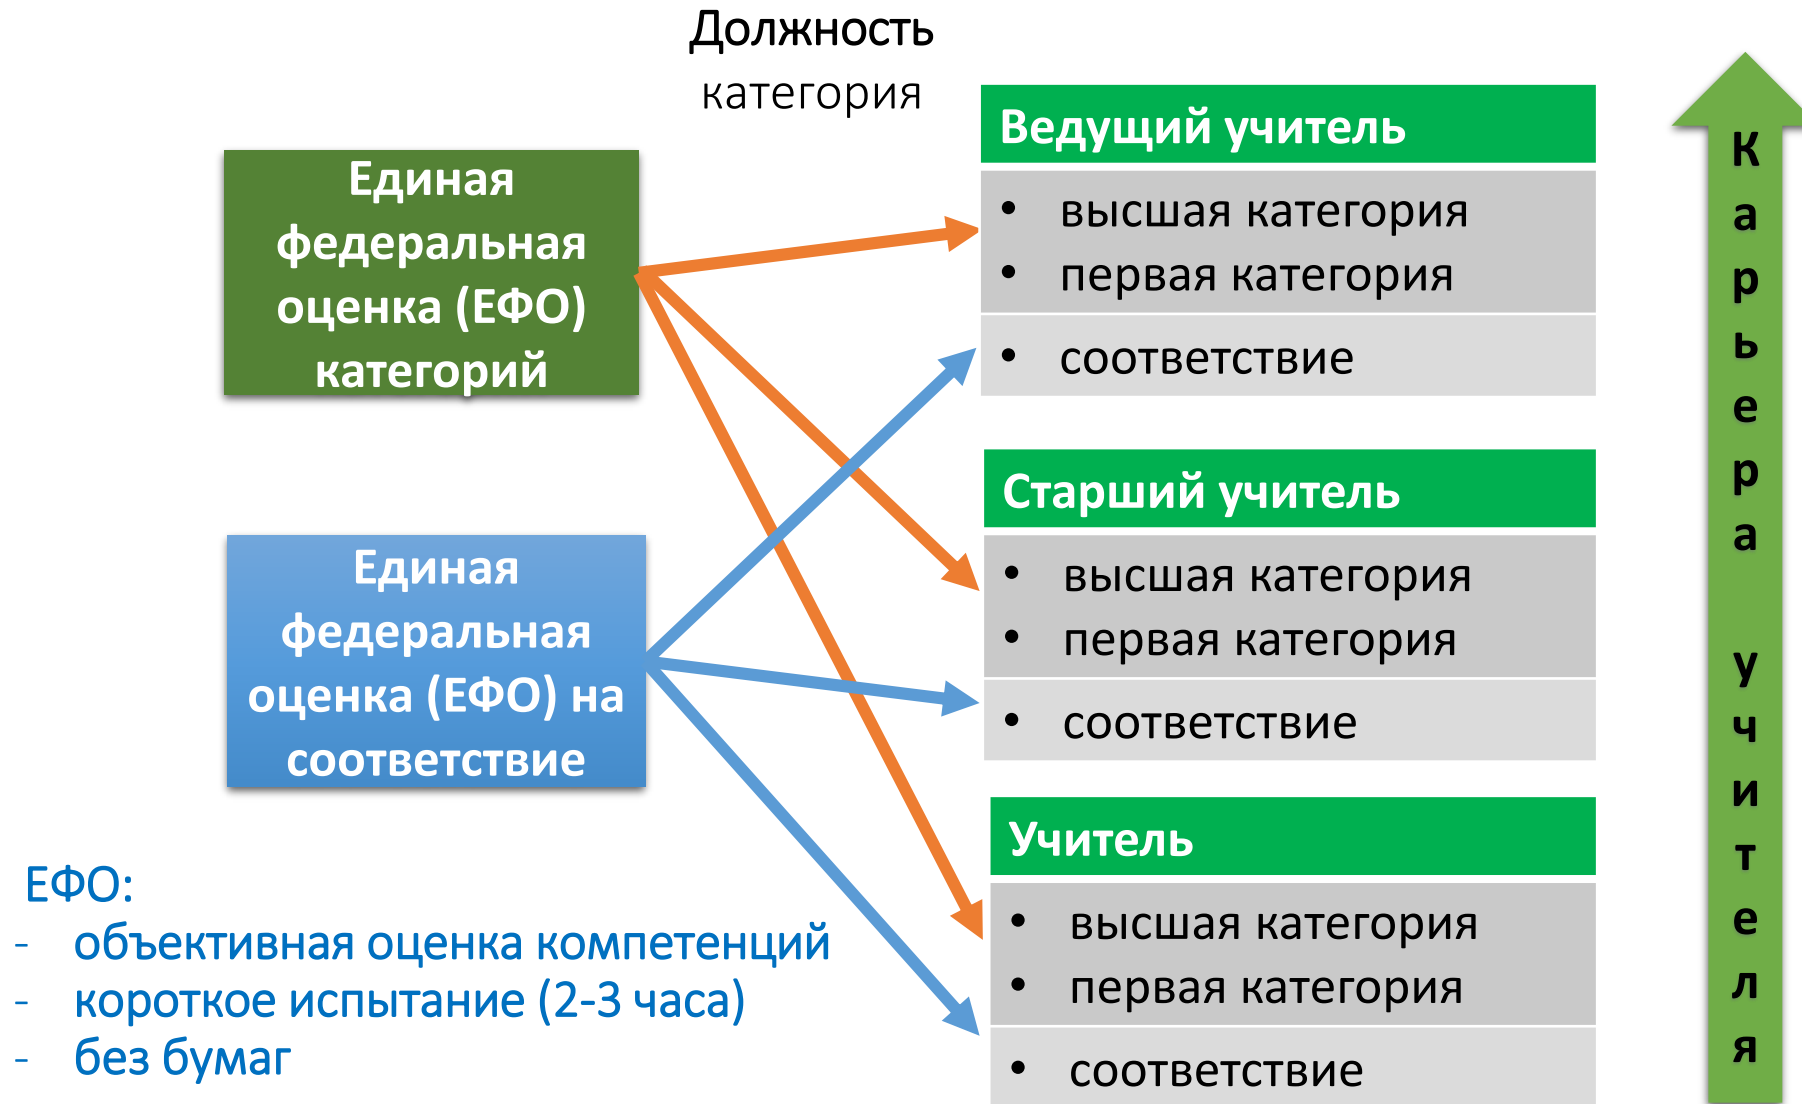 Должность
категория
Единая
федеральная
оценка (ЕФО)
категорий
Единая
федеральная
оценка (ЕФО) на
соответствие
ЕФО:
- объективная оценка компетенций
- короткое испытание (2-3 часа)
- без бумаг
Ведущий учитель
• высшая категория
• первая категория
• соответствие
Старший учитель
• высшая категория
• первая категория
• соответствие
Учитель
• высшая категория
• первая категория
• соответствие
Карьера учителя